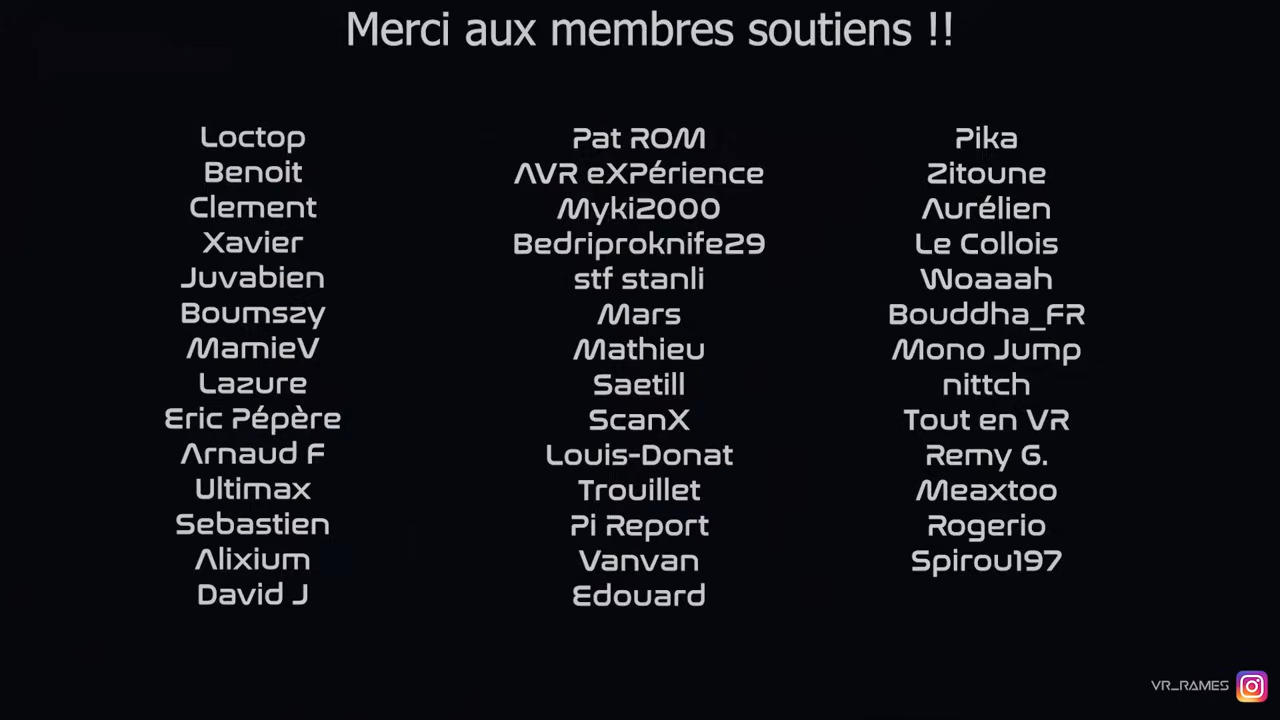 Merci aux membres soutiens !!
Loctop
Benoit
Clement
Xavier
Juvabien
Boumszy
MamieV
Lazure
Eric Pépère
Arnaud F
Ultimax
Sebastien
Alixium
David J
Pat ROM
AVR eXPérience
Myki2000
Bedriproknife29
stf stanli
Mars
Mathieu
Saetill
ScanX
Louis-Donat
Trouillet
Pi Report
Vanvan
Edouard
Pika
Zitoune
Aurélien
Le Collois
Woaaah
Bouddha_FR
Mono Jump
nittch
Tout en VR
Remy G.
Meaxtoo
Rogerio
Spirou197
VR_RAMES